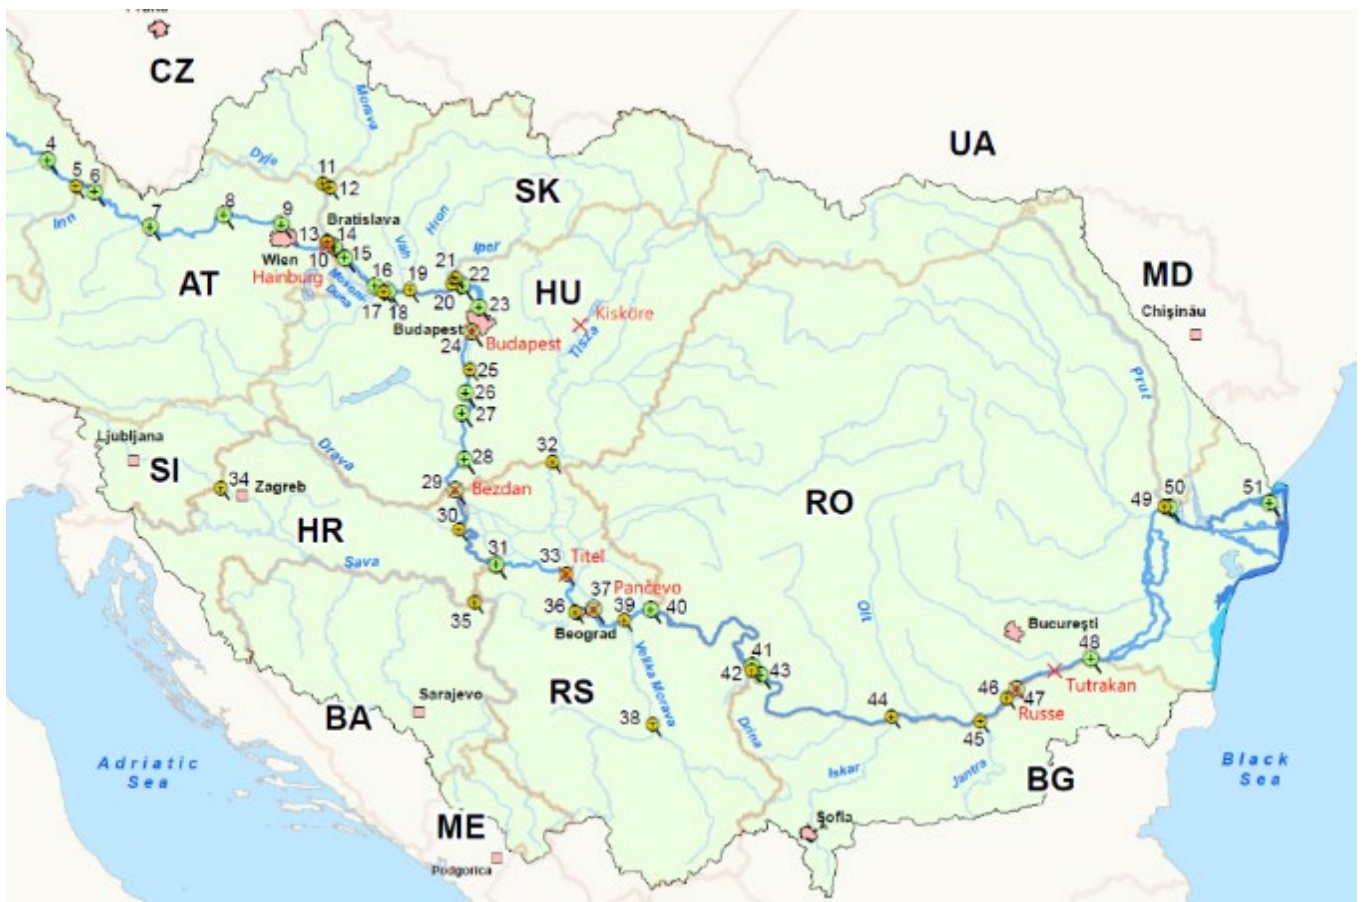 CZ
UA
Morava
Dyje
4
5
6
Inn
7
8
9
11
12
SK
Bratislava
13
14
15
Wien
10
Hainburg
AT
Váh
Hron
Ipel'
Mosoni-
Duna
16
17
18
19
20
21
22
23
HU
MD
Chişinău
Kisköre
Tisza
Budapest
24
Budapest
25
26
27
Prut
Ljubljana
SI
34
Zagreb
Drava
28
29
Bezdan
32
RO
HR
30
Sava
31
33
Titel
49
50
51
35
36
37
Pančevo
Beograd
39
40
Olt
Bucureşti
48
Velika Morava
41
42
43
RS
Tutrakan
46
47
Russe
Sarajevo
BA
38
Drina
44
45
Adriatic
Sea
Iskar
Jantra
BG
Black
Sea
ME
Sofia
Podgorica